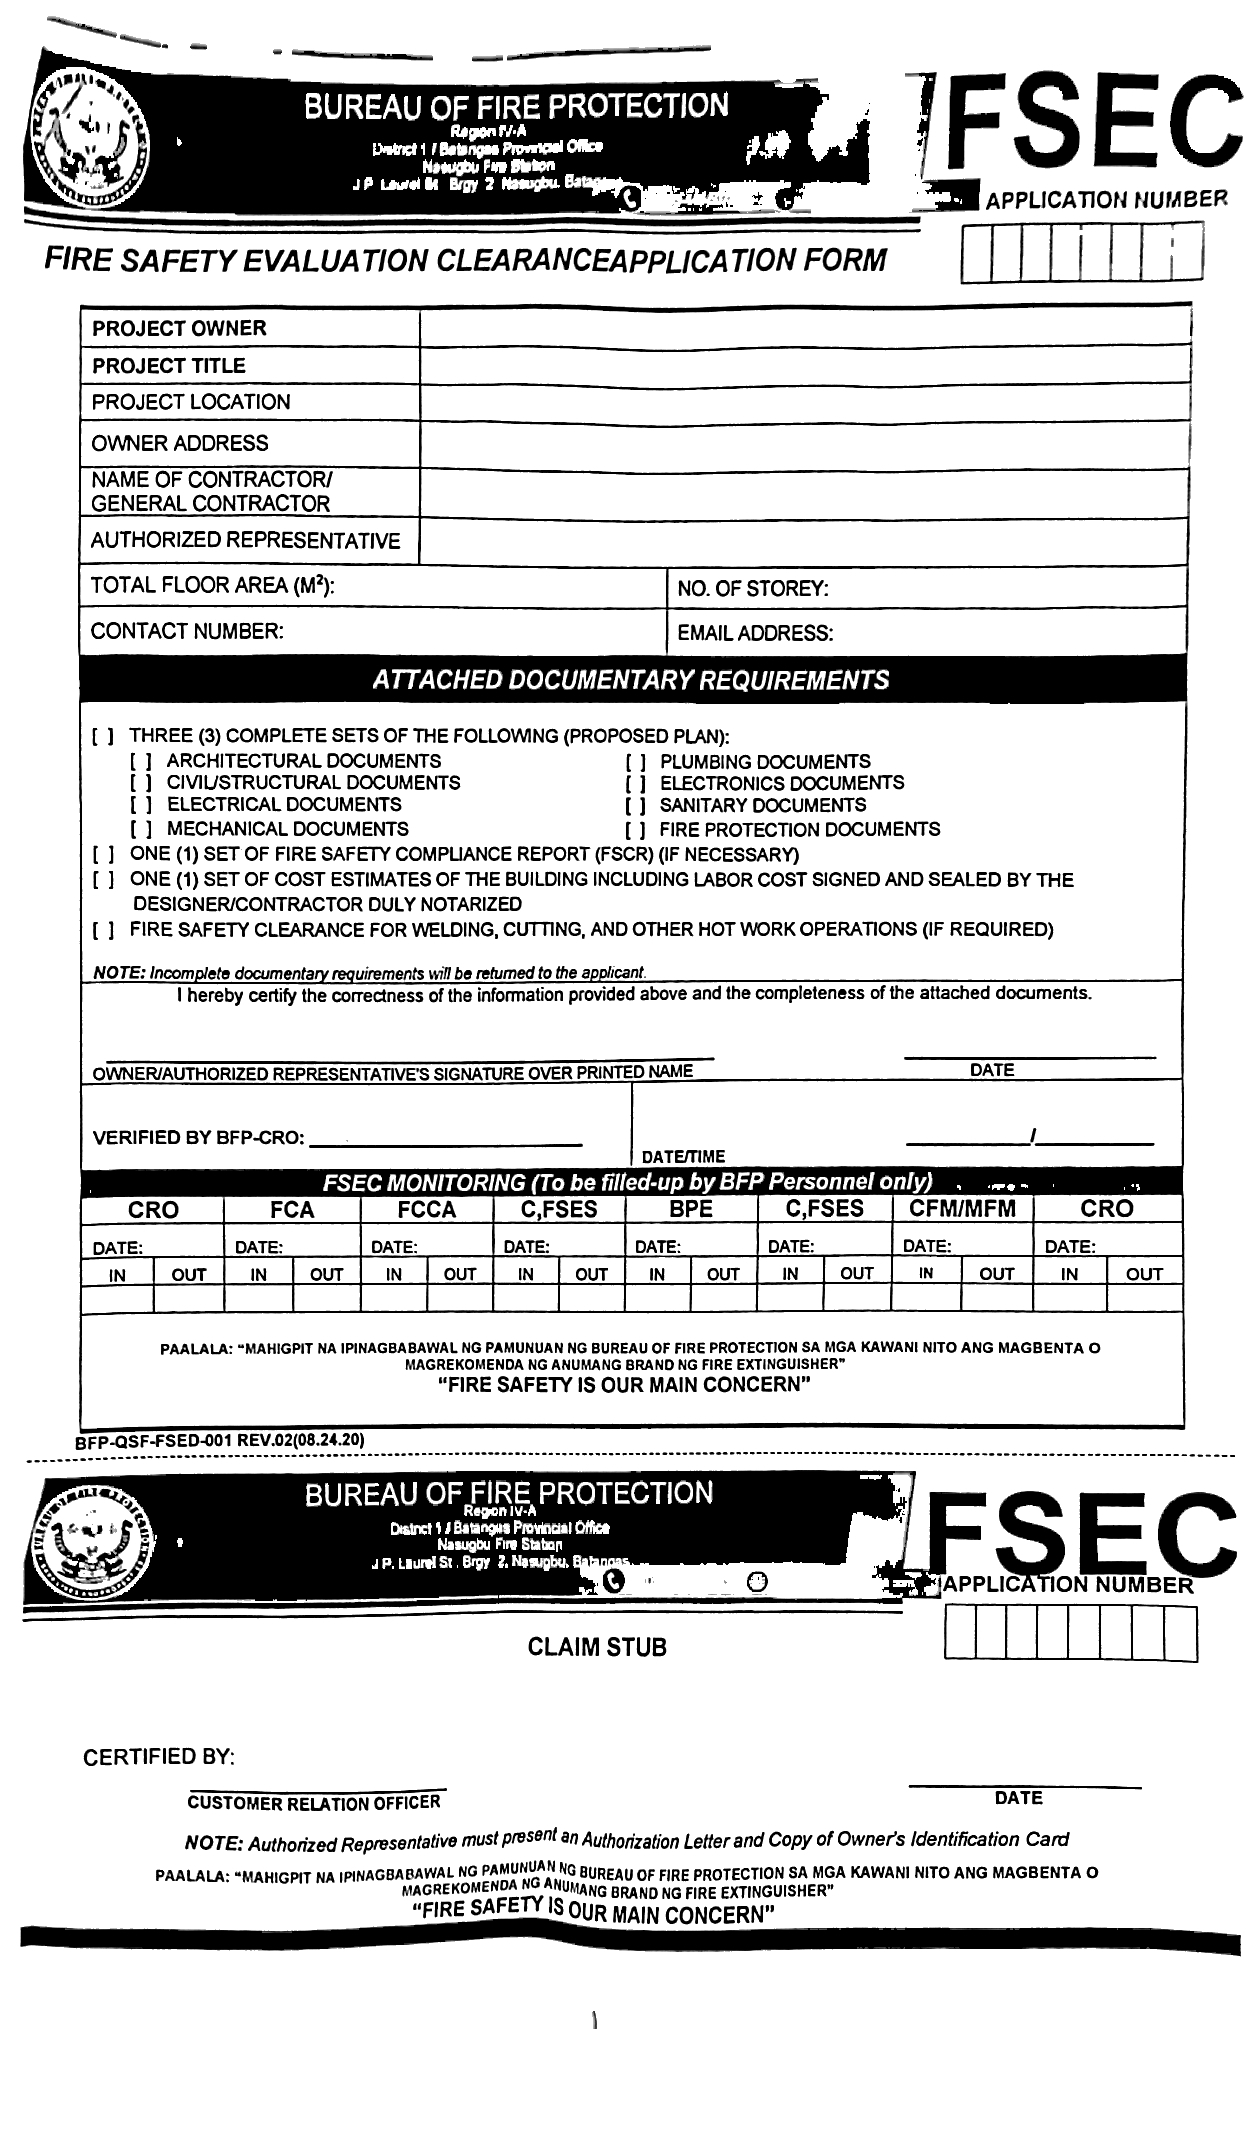 BUREAU OF FIRE PROTECTION
Region IV-A
District 1 / Batangas Provincial Office
Nasugbu Fire Station
J P Laurel St Brgy 2 Nasugbu, Batangas
FSEC
APPLICATION NUMBER
FIRE SAFETY EVALUATION CLEARANCEAPPLICATION FORM
PROJECT OWNER
PROJECT TITLE
PROJECT LOCATION
OWNER ADDRESS
NAME OF CONTRACTOR/
GENERAL CONTRACTOR
AUTHORIZED REPRESENTATIVE
TOTAL FLOOR AREA (M²): NO. OF STOREY:
CONTACT NUMBER: EMAIL ADDRESS:
ATTACHED DOCUMENTARY REQUIREMENTS
[ ] THREE (3) COMPLETE SETS OF THE FOLLOWING (PROPOSED PLAN):
[ ] ARCHITECTURAL DOCUMENTS [ ] PLUMBING DOCUMENTS
[ ] CIVIL/STRUCTURAL DOCUMENTS [ ] ELECTRONICS DOCUMENTS
[ ] ELECTRICAL DOCUMENTS [ ] SANITARY DOCUMENTS
[ ] MECHANICAL DOCUMENTS [ ] FIRE PROTECTION DOCUMENTS
[ ] ONE (1) SET OF FIRE SAFETY COMPLIANCE REPORT (FSCR) (IF NECESSARY)
[ ] ONE (1) SET OF COST ESTIMATES OF THE BUILDING INCLUDING LABOR COST SIGNED AND SEALED BY THE
DESIGNER/CONTRACTOR DULY NOTARIZED
[ ] FIRE SAFETY CLEARANCE FOR WELDING, CUTTING, AND OTHER HOT WORK OPERATIONS (IF REQUIRED)
NOTE: Incomplete documentary requirements will be returned to the applicant.
I hereby certify the correctness of the information provided above and the completeness of the attached documents.
OWNER/AUTHORIZED REPRESENTATIVE'S SIGNATURE OVER PRINTED NAME DATE
VERIFIED BY BFP-CRO: DATE/TIME /
FSEC MONITORING (To be filled-up by BFP Personnel only)
CRO FCA FCCA C,FSES BPE C,FSES CFM/MFM CRO
DATE: DATE: DATE: DATE: DATE: DATE: DATE: DATE:
IN OUT IN OUT IN OUT IN OUT IN OUT IN OUT IN OUT IN OUT
PAALALA: "MAHIGPIT NA IPINAGBABAWAL NG PAMUNUAN NG BUREAU OF FIRE PROTECTION SA MGA KAWANI NITO ANG MAGBENTA O
MAGREKOMENDA NG ANUMANG BRAND NG FIRE EXTINGUISHER"
"FIRE SAFETY IS OUR MAIN CONCERN"
BFP-QSF-FSED-001 REV.02(08.24.20)
BUREAU OF FIRE PROTECTION
Region IV-A
District 1 / Batangas Provincial Office
Nasugbu Fire Station
J P. Laurel St . Brgy 2, Nasugbu, Batangas
FSEC
APPLICATION NUMBER
CLAIM STUB
CERTIFIED BY:
CUSTOMER RELATION OFFICER DATE
NOTE: Authorized Representative must present an Authorization Letter and Copy of Owner's Identification Card
PAALALA: "MAHIGPIT NA IPINAGBABAWAL NG PAMUNUAN NG BUREAU OF FIRE PROTECTION SA MGA KAWANI NITO ANG MAGBENTA O
MAGREKOMENDA NG ANUMANG BRAND NG FIRE EXTINGUISHER"
"FIRE SAFETY IS OUR MAIN CONCERN"